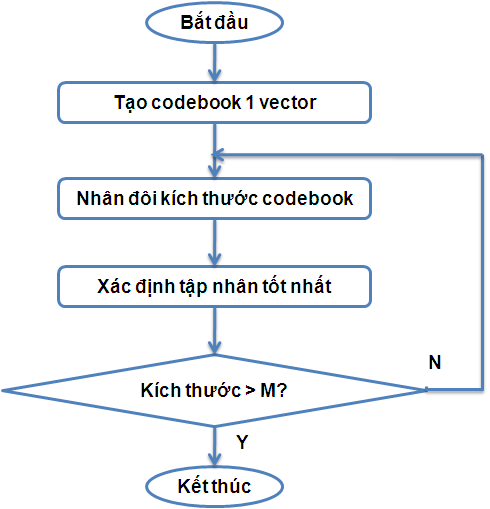 Bắt đầu
Tạo codebook 1 vector
Nhân đôi kích thước codebook
Xác định tập nhân tốt nhất
Kích thước > M?
N
Y
Kết thúc